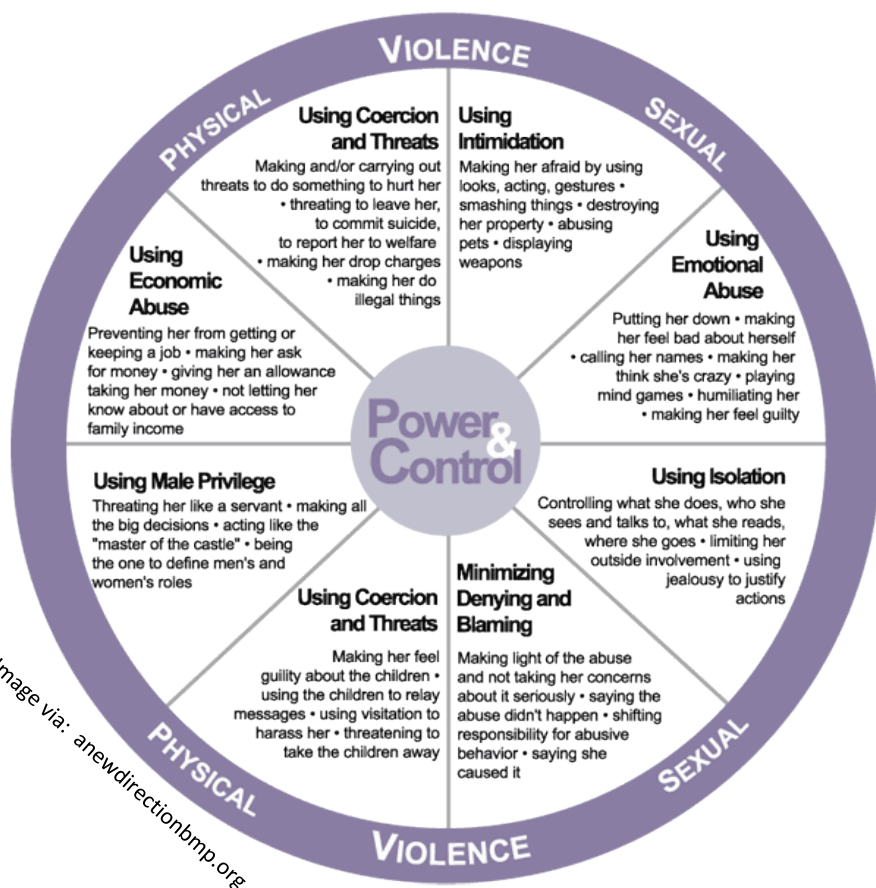 VIOLENCE
PHYSICAL
SEXUAL
Using Coercion
and Threats
Making and/or carrying out
threats to do something to hurt her
• threating to leave her,
to commit suicide,
to report her to welfare
• making her drop charges
• making her do
illegal things
Using
Intimidation
Making her afraid by using
looks, acting, gestures •
smashing things • destroying
her property • abusing
pets • displaying
weapons
Using
Emotional
Abuse
Putting her down • making
her feel bad about herself
• calling her names • making her
think she's crazy • playing
mind games • humiliating her
• making her feel guilty
Using
Economic
Abuse
Preventing her from getting or
keeping a job • making her ask
for money • giving her an allowance
taking her money • not letting her
know about or have access to
family income
Power
&
Control
Using Male Privilege
Threating her like a servant • making all
the big decisions • acting like the
"master of the castle" • being
the one to define men's and
women's roles
Using Isolation
Controlling what she does, who she
sees and talks to, what she reads,
where she goes • limiting her
outside involvement • using
jealousy to justify
actions
Using Coercion
and Threats
Making her feel
guility about the children •
using the children to relay
messages • using visitation to
harass her • threatening to
take the children away
Minimizing
Denying and
Blaming
Making light of the abuse
and not taking her concerns
about it seriously • saying the
abuse didn't happen • shifting
responsibility for abusive
behavior • saying she
caused it
PHYSICAL
SEXUAL
VIOLENCE
Image via: anewdirectionbmp.org